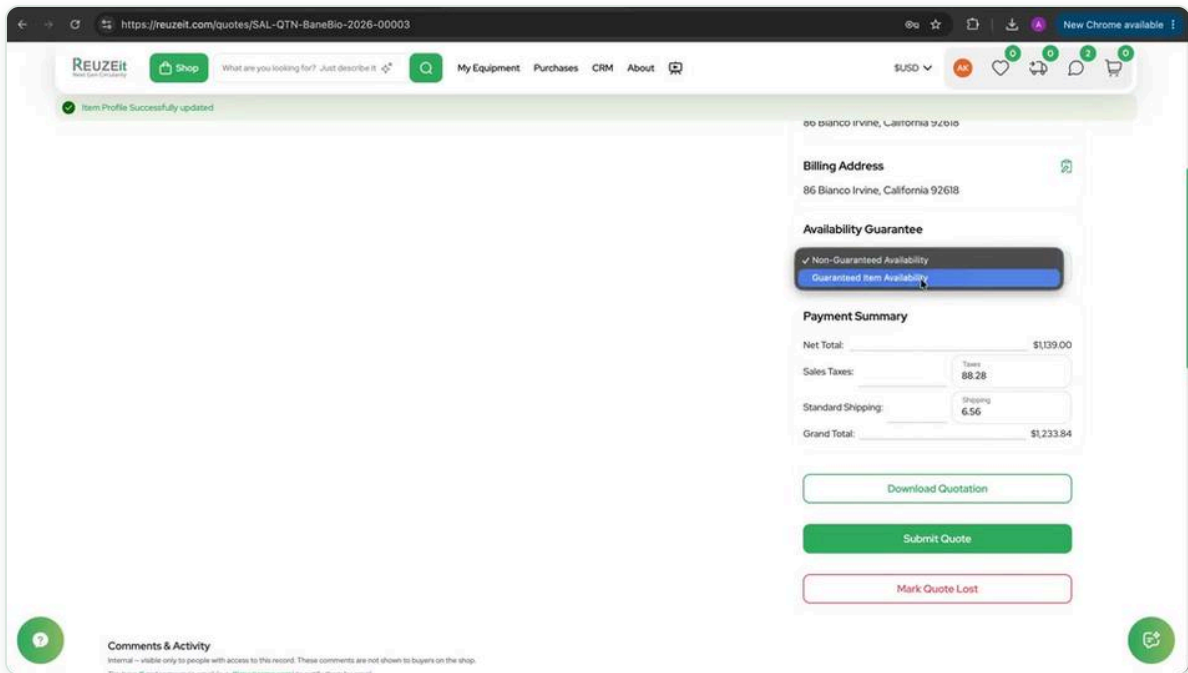 https://reuzeit.com/quotes/SAL-QTN-BaneBio-2026-00003
A
New Chrome available
REUZEit
Next Gen Circularity
Shop
What are you looking for? Just describe it
My Equipment Purchases CRM About
$USD
AK
0
0
2
0
Item Profile Successfully updated
86 Bianco Irvine, California 92618
Billing Address
86 Bianco Irvine, California 92618
Availability Guarantee
✓ Non-Guaranteed Availability
Guaranteed Item Availability
Payment Summary
Net Total: $1,139.00
Taxes
Sales Taxes: 88.28
Shipping
Standard Shipping: 6.56
Grand Total: $1,233.84
Download Quotation
Submit Quote
Mark Quote Lost
?
Comments & Activity
Internal — visible only to people with access to this record. These comments are not shown to buyers on the shop.